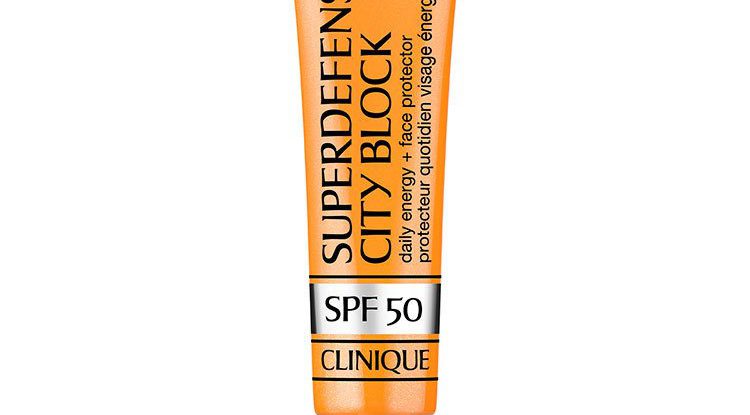 SUPERDEFENS
CITY BLOCK
daily energy + face protector
protecteur quotidien visage énerg
SPF 50
CLINIQUE